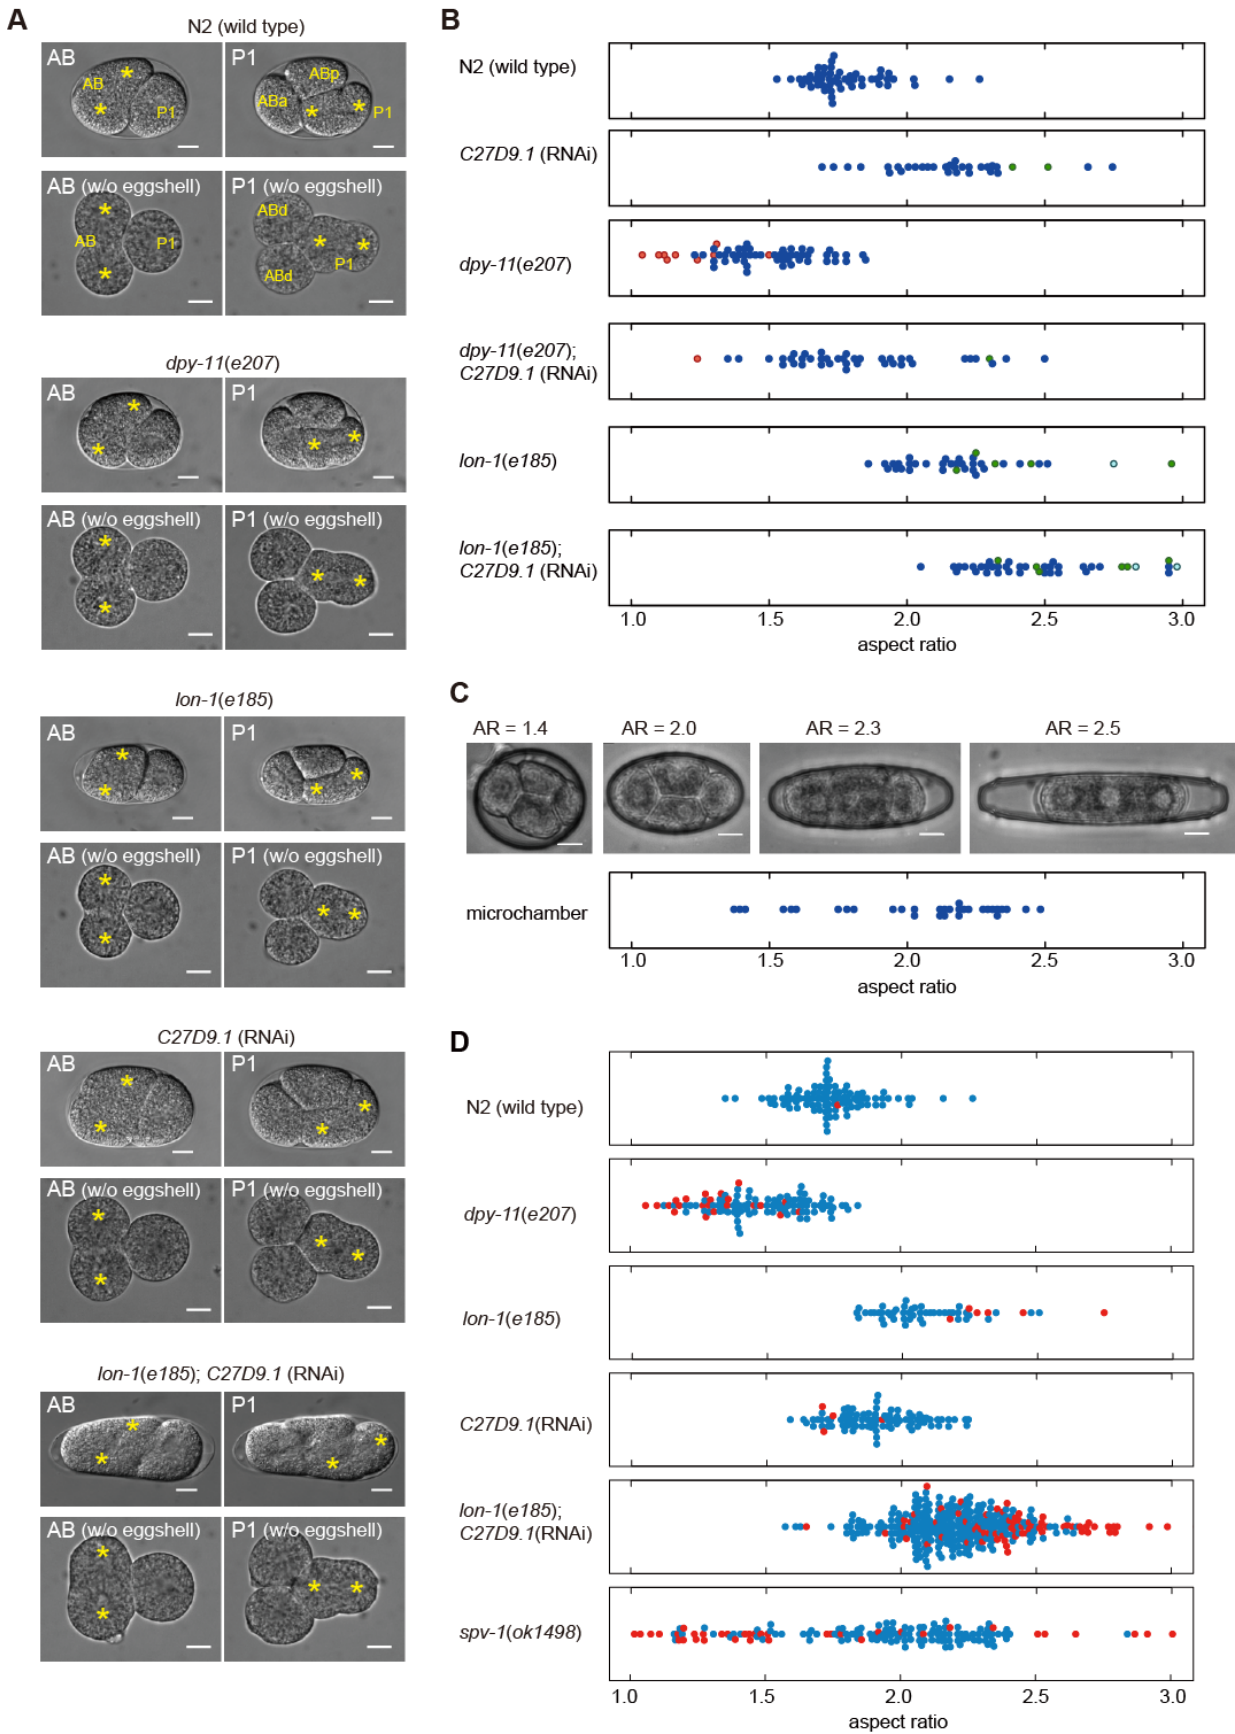 A
N2 (wild type)
AB
AB
P1
P1
ABp
ABa
P1
AB (w/o eggshell)
AB
P1
P1 (w/o eggshell)
ABd
P1
ABd
dpy-11(e207)
AB
P1
AB (w/o eggshell)
P1 (w/o eggshell)
lon-1(e185)
AB
P1
AB (w/o eggshell)
P1 (w/o eggshell)
C27D9.1 (RNAi)
AB
P1
AB (w/o eggshell)
P1 (w/o eggshell)
lon-1(e185); C27D9.1 (RNAi)
AB
P1
AB (w/o eggshell)
P1 (w/o eggshell)
B
N2 (wild type)
C27D9.1 (RNAi)
dpy-11(e207)
dpy-11(e207);
C27D9.1 (RNAi)
lon-1(e185)
lon-1(e185);
C27D9.1 (RNAi)
1.0 1.5 2.0 2.5 3.0
aspect ratio
C
AR = 1.4 AR = 2.0 AR = 2.3 AR = 2.5
microchamber
1.0 1.5 2.0 2.5 3.0
aspect ratio
D
N2 (wild type)
dpy-11(e207)
lon-1(e185)
C27D9.1(RNAi)
lon-1(e185);
C27D9.1(RNAi)
spv-1(ok1498)
1.0 1.5 2.0 2.5 3.0
aspect ratio